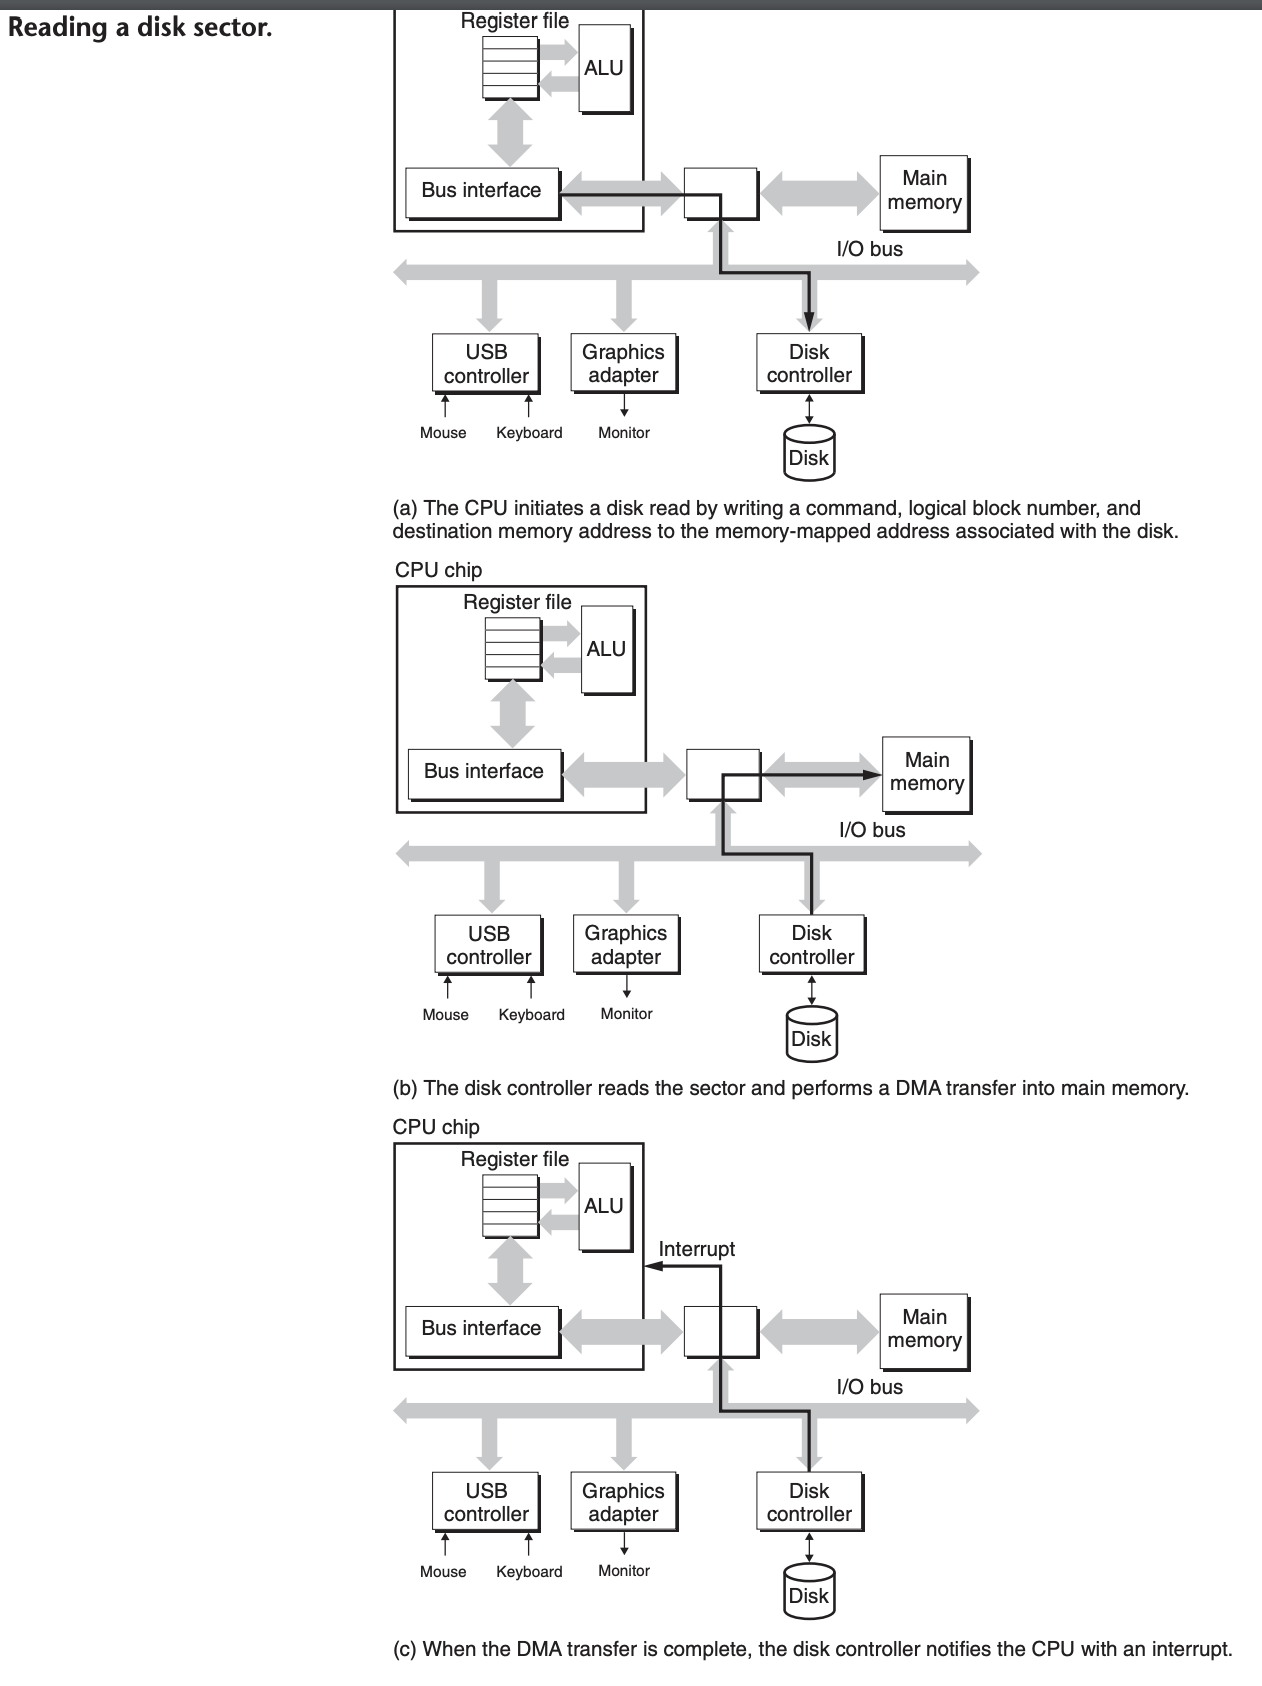 Reading a disk sector.
Register file
ALU
Bus interface
Main
memory
I/O bus
USB
controller
Graphics
adapter
Disk
controller
Mouse
Keyboard
Monitor
Disk
(a) The CPU initiates a disk read by writing a command, logical block number, and
destination memory address to the memory-mapped address associated with the disk.
CPU chip
Register file
ALU
Bus interface
Main
memory
I/O bus
USB
controller
Graphics
adapter
Disk
controller
Mouse
Keyboard
Monitor
Disk
(b) The disk controller reads the sector and performs a DMA transfer into main memory.
CPU chip
Register file
ALU
Interrupt
Bus interface
Main
memory
I/O bus
USB
controller
Graphics
adapter
Disk
controller
Mouse
Keyboard
Monitor
Disk
(c) When the DMA transfer is complete, the disk controller notifies the CPU with an interrupt.